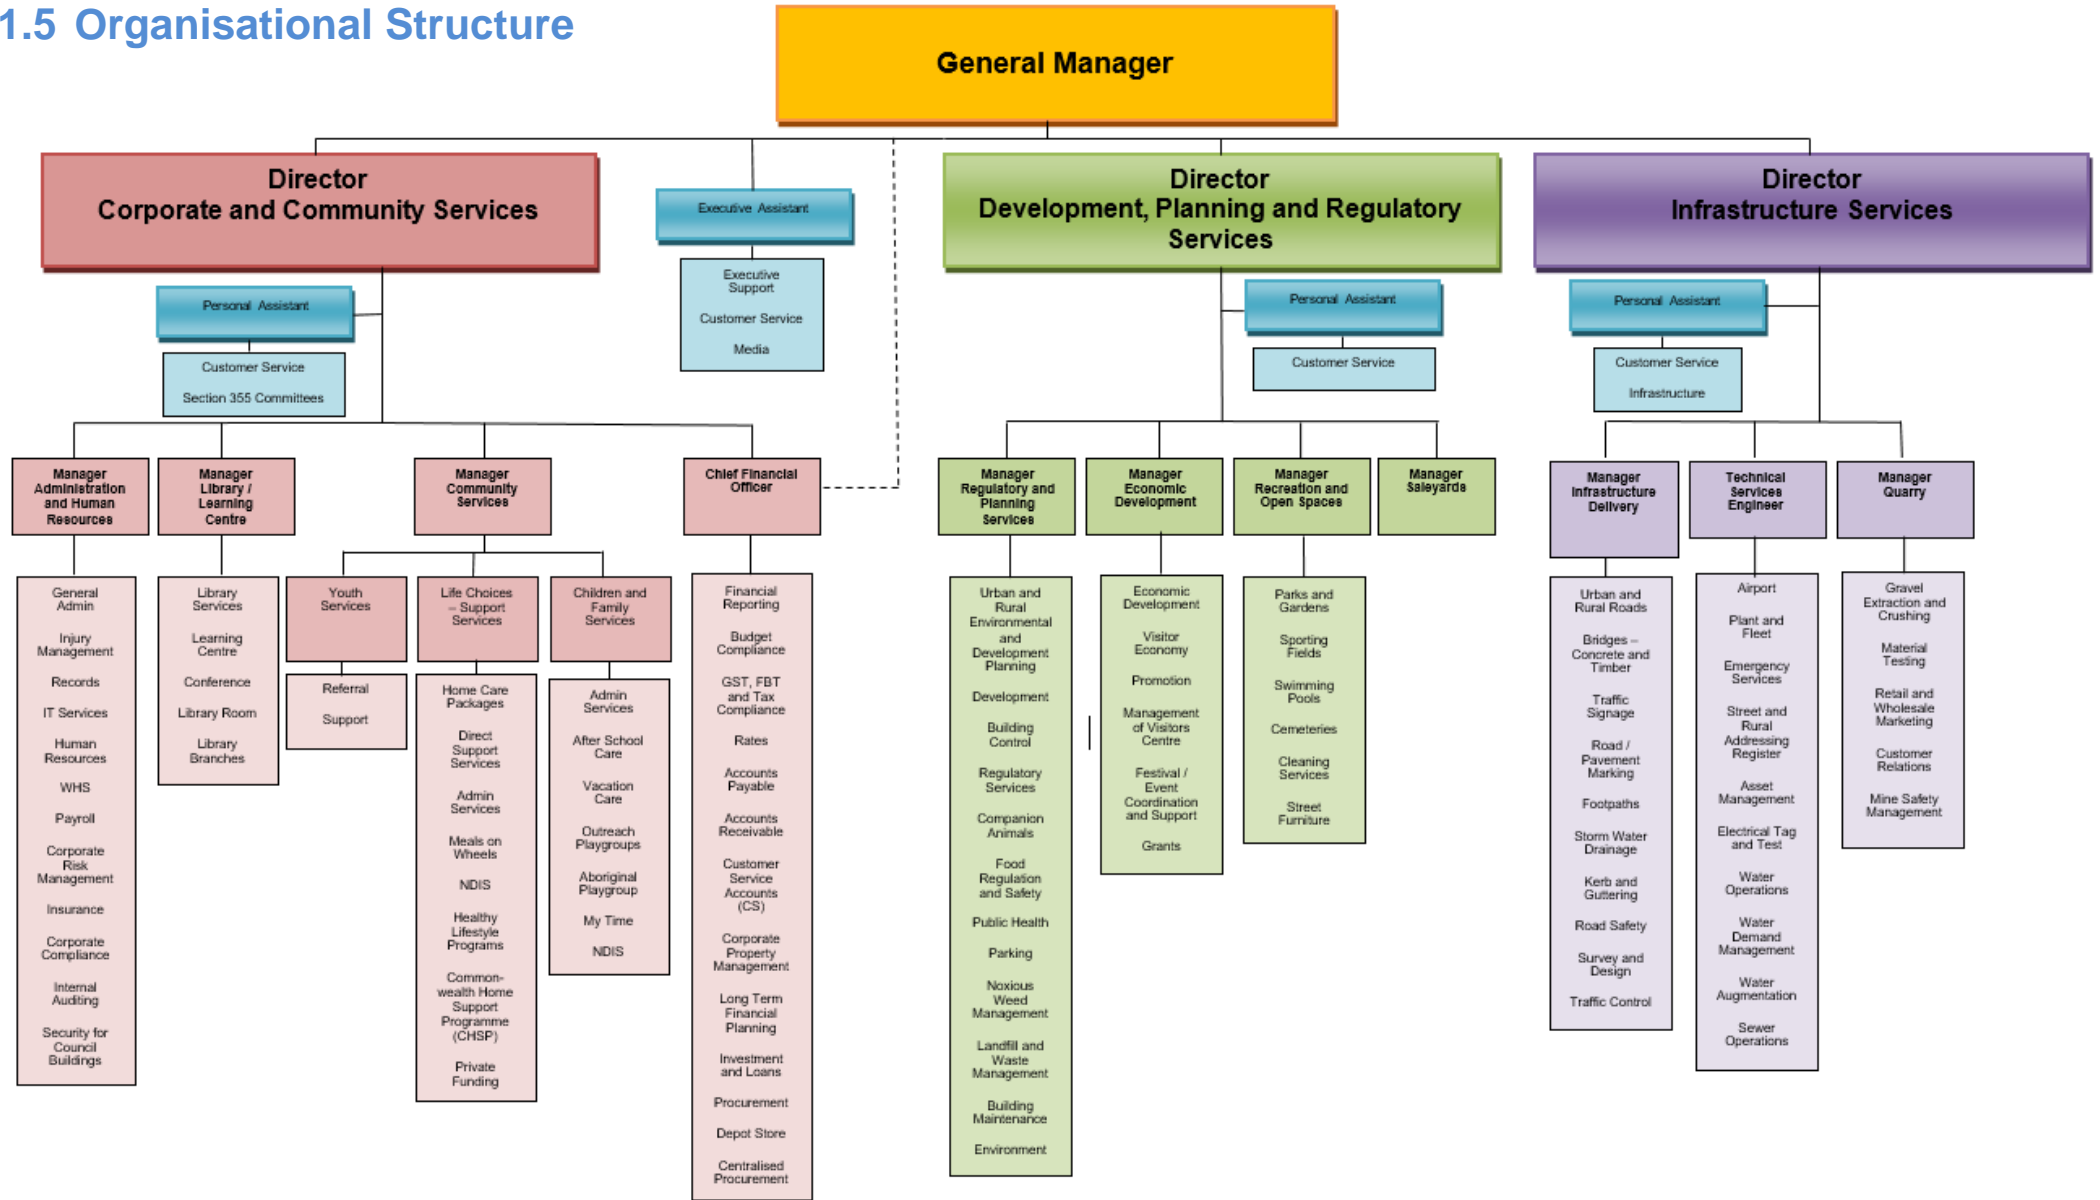 1.5 Organisational Structure
General Manager
Director
Corporate and Community Services
Executive Assistant
Executive
Support
Customer Service
Media
Director
Development, Planning and Regulatory
Services
Director
Infrastructure Services
Personal Assistant
Customer Service
Section 355 Committees
Personal Assistant
Customer Service
Personal Assistant
Customer Service
Infrastructure
Manager
Administration
and Human
Resources
General
Admin
Injury
Management
Records
IT Services
Human
Resources
WHS
Payroll
Corporate
Risk
Management
Insurance
Corporate
Compliance
Internal
Auditing
Security for
Council
Buildings
Manager
Library /
Learning
Centre
Library
Services
Learning
Centre
Conference
Library Room
Library
Branches
Manager
Community
Services
Youth
Services
Referral
Support
Life Choices
– Support
Services
Home Care
Packages
Direct
Support
Services
Admin
Services
Meals on
Wheels
NDIS
Healthy
Lifestyle
Programs
Common-
wealth Home
Support
Programme
(CHSP)
Private
Funding
Children and
Family
Services
Admin
Services
After School
Care
Vacation
Care
Outreach
Playgroups
Aboriginal
Playgroup
My Time
NDIS
Chief Financial
Officer
Financial
Reporting
Budget
Compliance
GST, FBT
and Tax
Compliance
Rates
Accounts
Payable
Accounts
Receivable
Customer
Service
Accounts
(CS)
Corporate
Property
Management
Long Term
Financial
Planning
Investment
and Loans
Procurement
Depot Store
Centralised
Procurement
Manager
Regulatory and
Planning
Services
Urban and
Rural
Environmental
and
Development
Planning
Development
Building
Control
Regulatory
Services
Companion
Animals
Food
Regulation
and Safety
Public Health
Parking
Noxious
Weed
Management
Landfill and
Waste
Management
Building
Maintenance
Environment
Manager
Economic
Development
Economic
Development
Visitor
Economy
Promotion
Management
of Visitors
Centre
Festival /
Event
Coordination
and Support
Grants
Manager
Recreation and
Open Spaces
Parks and
Gardens
Sporting
Fields
Swimming
Pools
Cemeteries
Cleaning
Services
Street
Furniture
Manager
Saleyards
Manager
Infrastructure
Delivery
Urban and
Rural Roads
Bridges –
Concrete and
Timber
Traffic
Signage
Road /
Pavement
Marking
Footpaths
Storm Water
Drainage
Kerb and
Guttering
Road Safety
Survey and
Design
Traffic Control
Technical
Services
Engineer
Airport
Plant and
Fleet
Emergency
Services
Street and
Rural
Addressing
Register
Asset
Management
Electrical Tag
and Test
Water
Operations
Water
Demand
Management
Water
Augmentation
Sewer
Operations
Manager
Quarry
Gravel
Extraction and
Crushing
Material
Testing
Retail and
Wholesale
Marketing
Customer
Relations
Mine Safety
Management